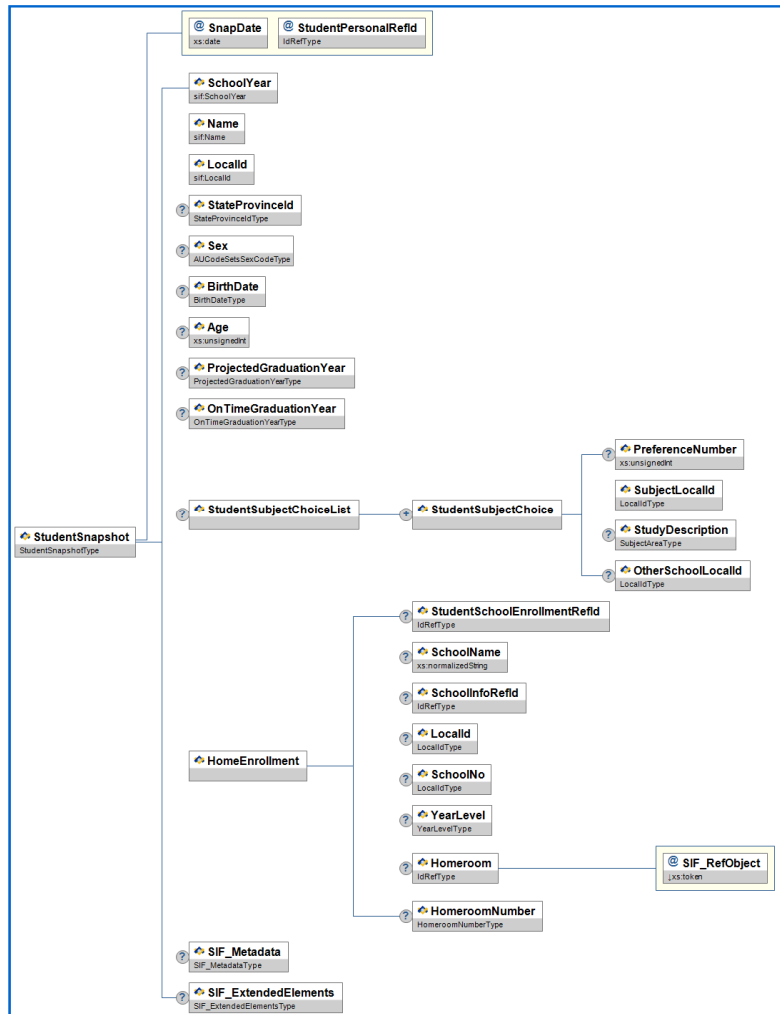 @ SnapDate
xs:date
@ StudentPersonalRefId
IdRefType
SchoolYear
sif:SchoolYear
Name
sif:Name
LocalId
sif:LocalId
? StateProvinceId
StateProvinceIdType
? Sex
AUCodeSetsSexCodeType
? BirthDate
BirthDateType
? Age
xs:unsignedInt
? ProjectedGraduationYear
ProjectedGraduationYearType
? OnTimeGraduationYear
OnTimeGraduationYearType
? StudentSubjectChoiceList
+ StudentSubjectChoice
? PreferenceNumber
xs:unsignedInt
SubjectLocalId
LocalIdType
? StudyDescription
SubjectAreaType
? OtherSchoolLocalId
LocalIdType
StudentSnapshot
StudentSnapshotType
HomeEnrollment
? StudentSchoolEnrollmentRefId
IdRefType
? SchoolName
xs:normalizedString
? SchoolInfoRefId
IdRefType
? LocalId
LocalIdType
? SchoolNo
LocalIdType
? YearLevel
YearLevelType
? Homeroom
IdRefType
@ SIF_RefObject
↓xs:token
? HomeroomNumber
HomeroomNumberType
? SIF_Metadata
SIF_MetadataType
? SIF_ExtendedElements
SIF_ExtendedElementsType